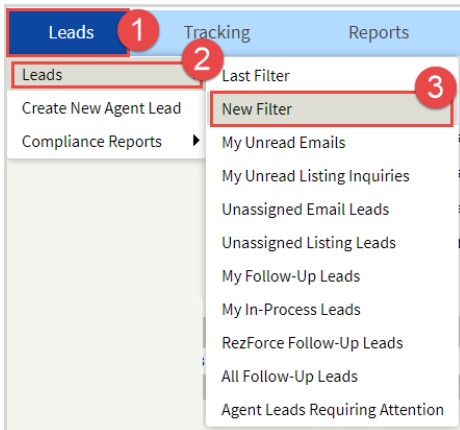 Leads 1 Tracking Reports
Leads 2
Create New Agent Lead
Compliance Reports
Last Filter
New Filter 3
My Unread Emails
My Unread Listing Inquiries
Unassigned Email Leads
Unassigned Listing Leads
My Follow-Up Leads
My In-Process Leads
RezForce Follow-Up Leads
All Follow-Up Leads
Agent Leads Requiring Attention